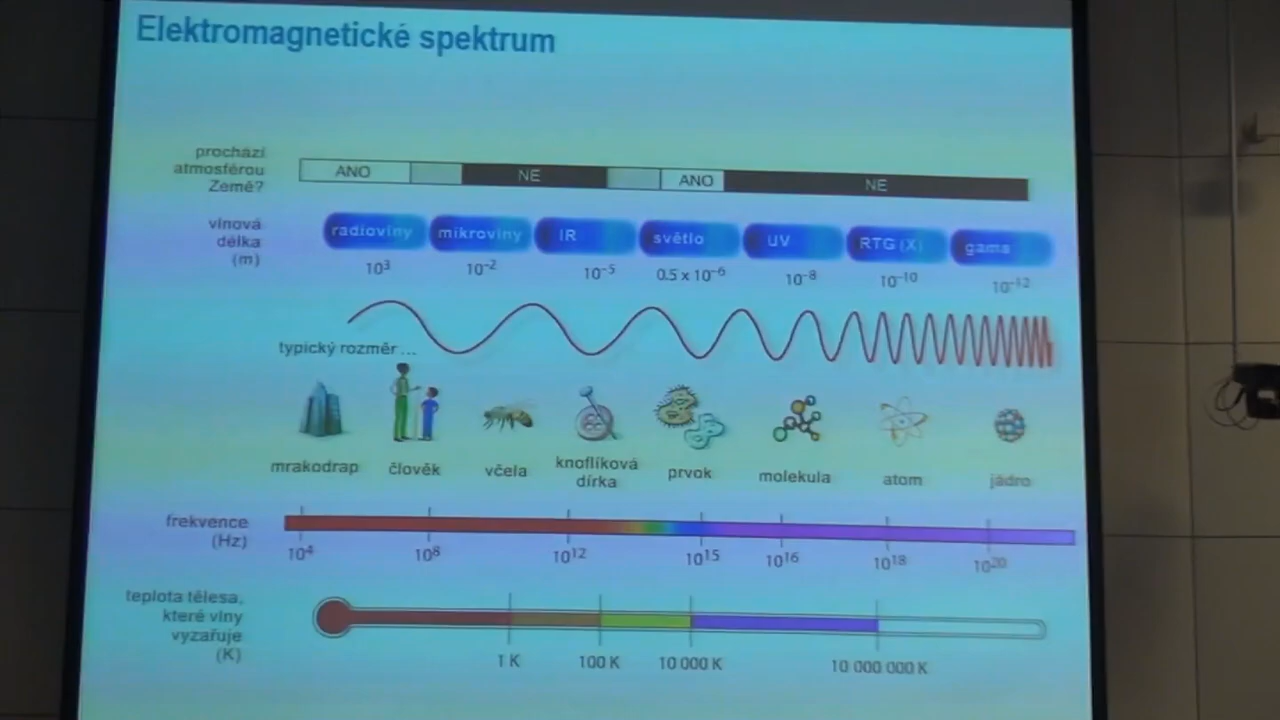 Elektromagnetické spektrum
prochází
atmosférou
Země?
ANO
NE
ANO
NE
vlnová
délka
(m)
radiovlny
mikrovlny
IR
světlo
UV
RTG (X)
gama
10³
10⁻²
10⁻⁵
0.5 x 10⁻⁶
10⁻⁸
10⁻¹⁰
10⁻¹²
typický rozměr ...
mrakodrap
člověk
včela
knoflíková
dírka
prvok
molekula
atom
jádro
frekvence
(Hz)
10⁴
10⁸
10¹²
10¹⁵
10¹⁶
10¹⁸
10²⁰
teplota tělesa,
které vlny
vyzařuje
(K)
1 K
100 K
10 000 K
10 000 000 K